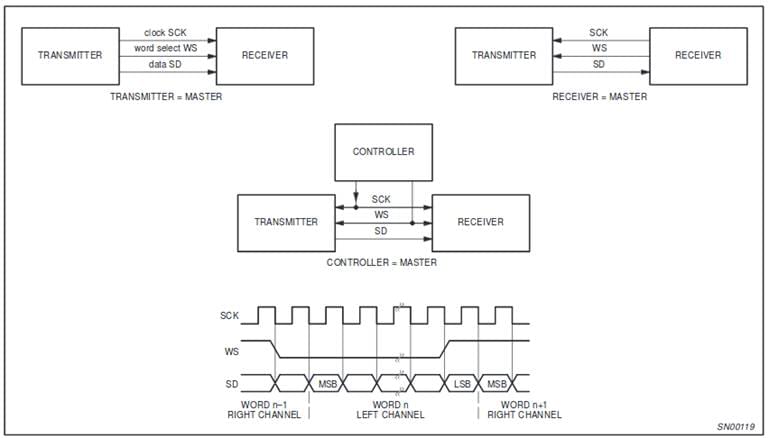 TRANSMITTER
clock SCK
word select WS
data SD
RECEIVER
TRANSMITTER = MASTER
TRANSMITTER
SCK
WS
SD
RECEIVER
RECEIVER = MASTER
CONTROLLER
TRANSMITTER
SCK
WS
SD
RECEIVER
CONTROLLER = MASTER
SCK
WS
SD
MSB
LSB
MSB
WORD n–1
RIGHT CHANNEL
WORD n
LEFT CHANNEL
WORD n+1
RIGHT CHANNEL
SN00119